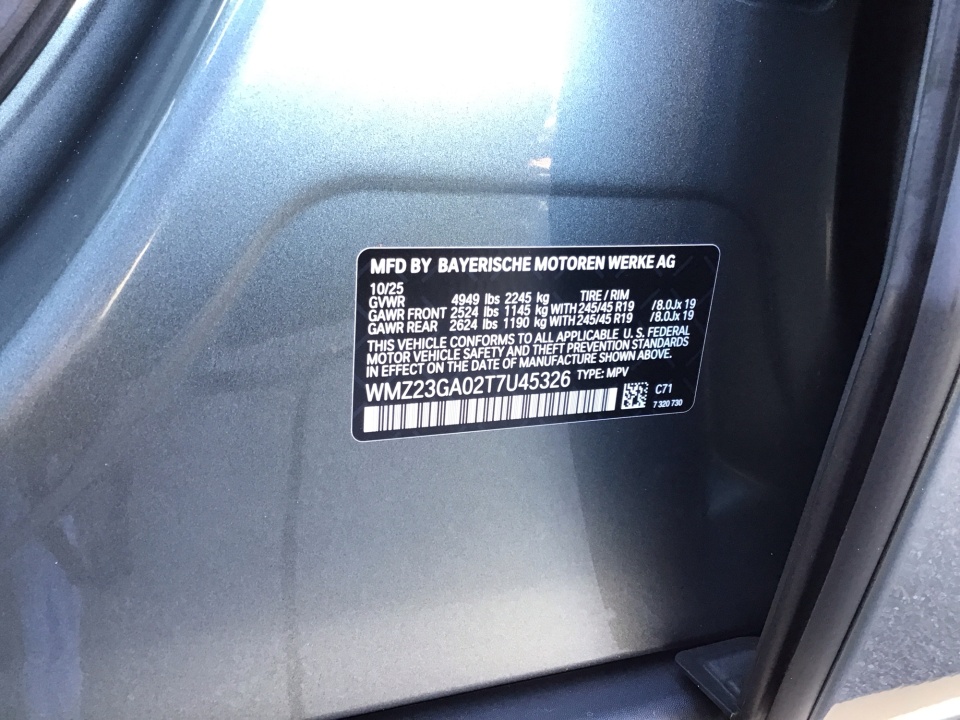 MFD BY BAYERISCHE MOTOREN WERKE AG
10/25
GVWR 4949 lbs 2245 kg TIRE / RIM
GAWR FRONT 2524 lbs 1145 kg WITH 245/45 R19 /8.0Jx 19
GAWR REAR 2624 lbs 1190 kg WITH 245/45 R19 /8.0Jx 19
THIS VEHICLE CONFORMS TO ALL APPLICABLE U. S. FEDERAL
MOTOR VEHICLE SAFETY AND THEFT PREVENTION STANDARDS
IN EFFECT ON THE DATE OF MANUFACTURE SHOWN ABOVE.
WMZ23GA02T7U45326 TYPE: MPV
C71
7 320 730